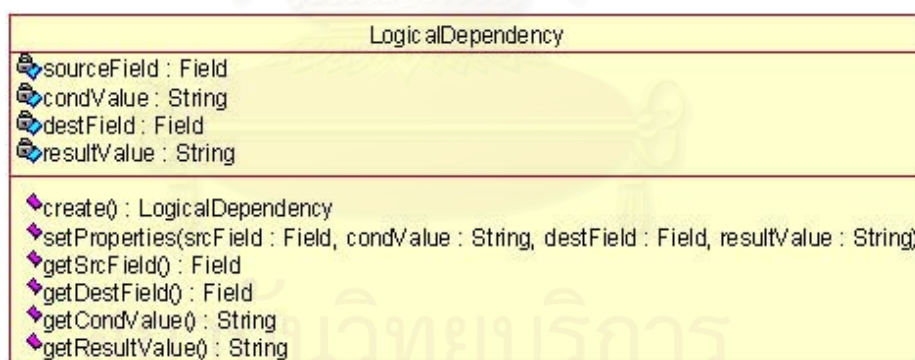 LogicalDependency
sourceField : Field
condValue : String
destField : Field
resultValue : String
create() : LogicalDependency
setProperties(srcField : Field, condValue : String, destField : Field, resultValue : String)
getSrcField() : Field
getDestField() : Field
getCondValue() : String
getResultValue() : String